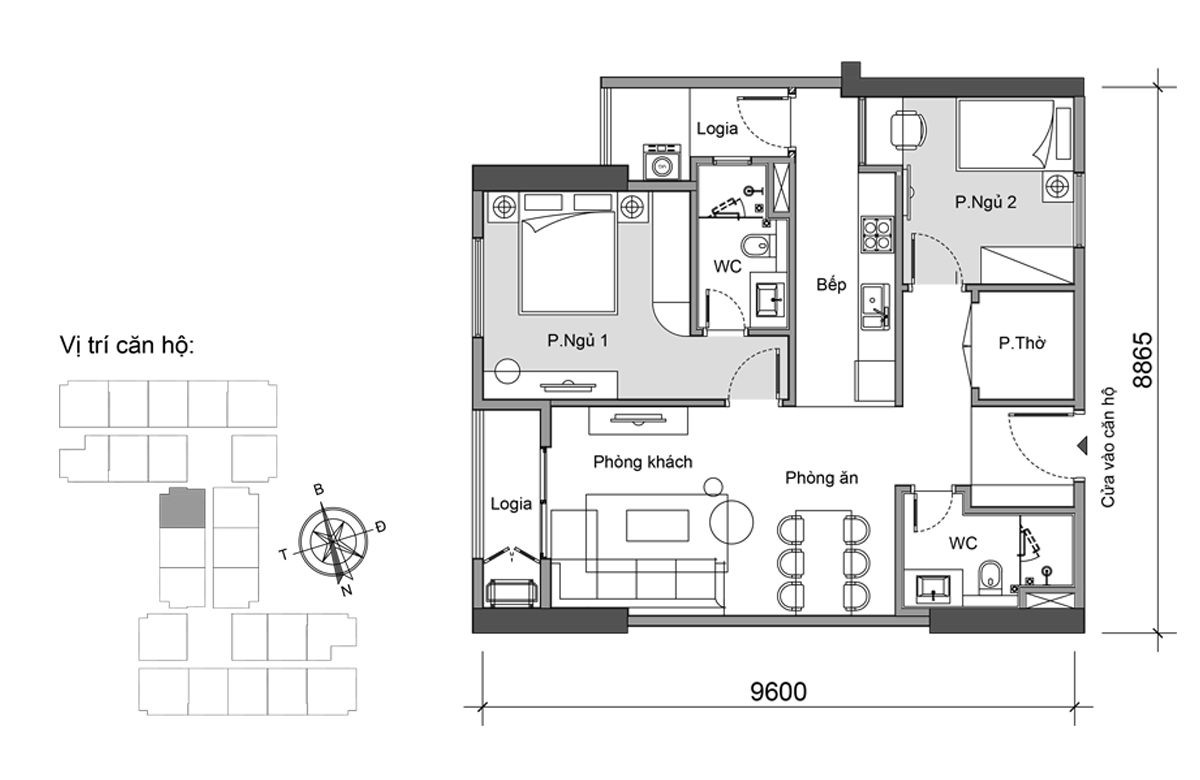 Logia
P.Ngủ 2
WC
Bếp
P.Ngủ 1
P.Thờ
Vị trí căn hộ:
8865
Cửa vào căn hộ
Phòng khách
Phòng ăn
Logia
WC
B
Đ
T
N
9600